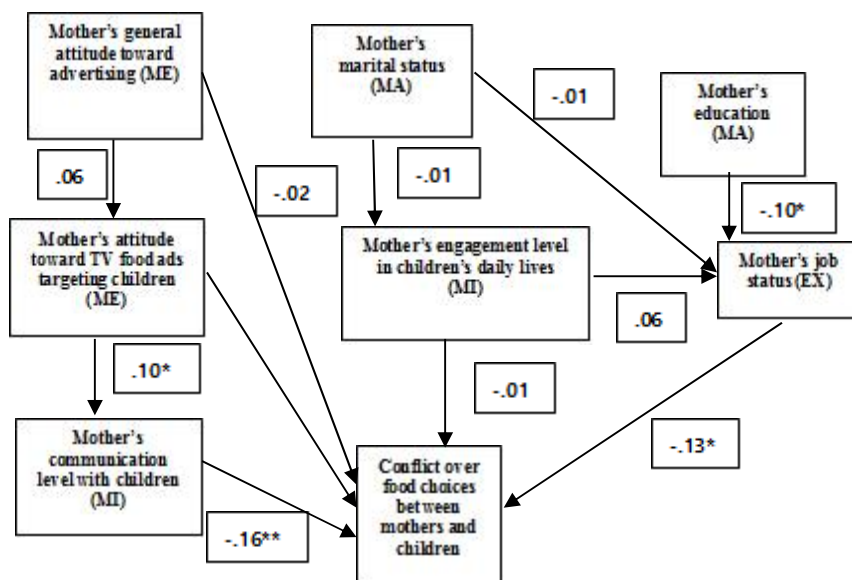 Mother's general
attitude toward
advertising (ME)
Mother's
marital status
(MA)
Mother's
education
(MA)
-.01
.06
-.02
-.01
-.10*
Mother's attitude
toward TV food ads
targeting children
(ME)
Mother's engagement level
in children's daily lives
(MI)
Mother's job
status (EX)
.06
.10*
-.01
Mother's
communication
level with children
(MI)
-.13*
Conflict over
food choices
between
mothers and
children
-.16**